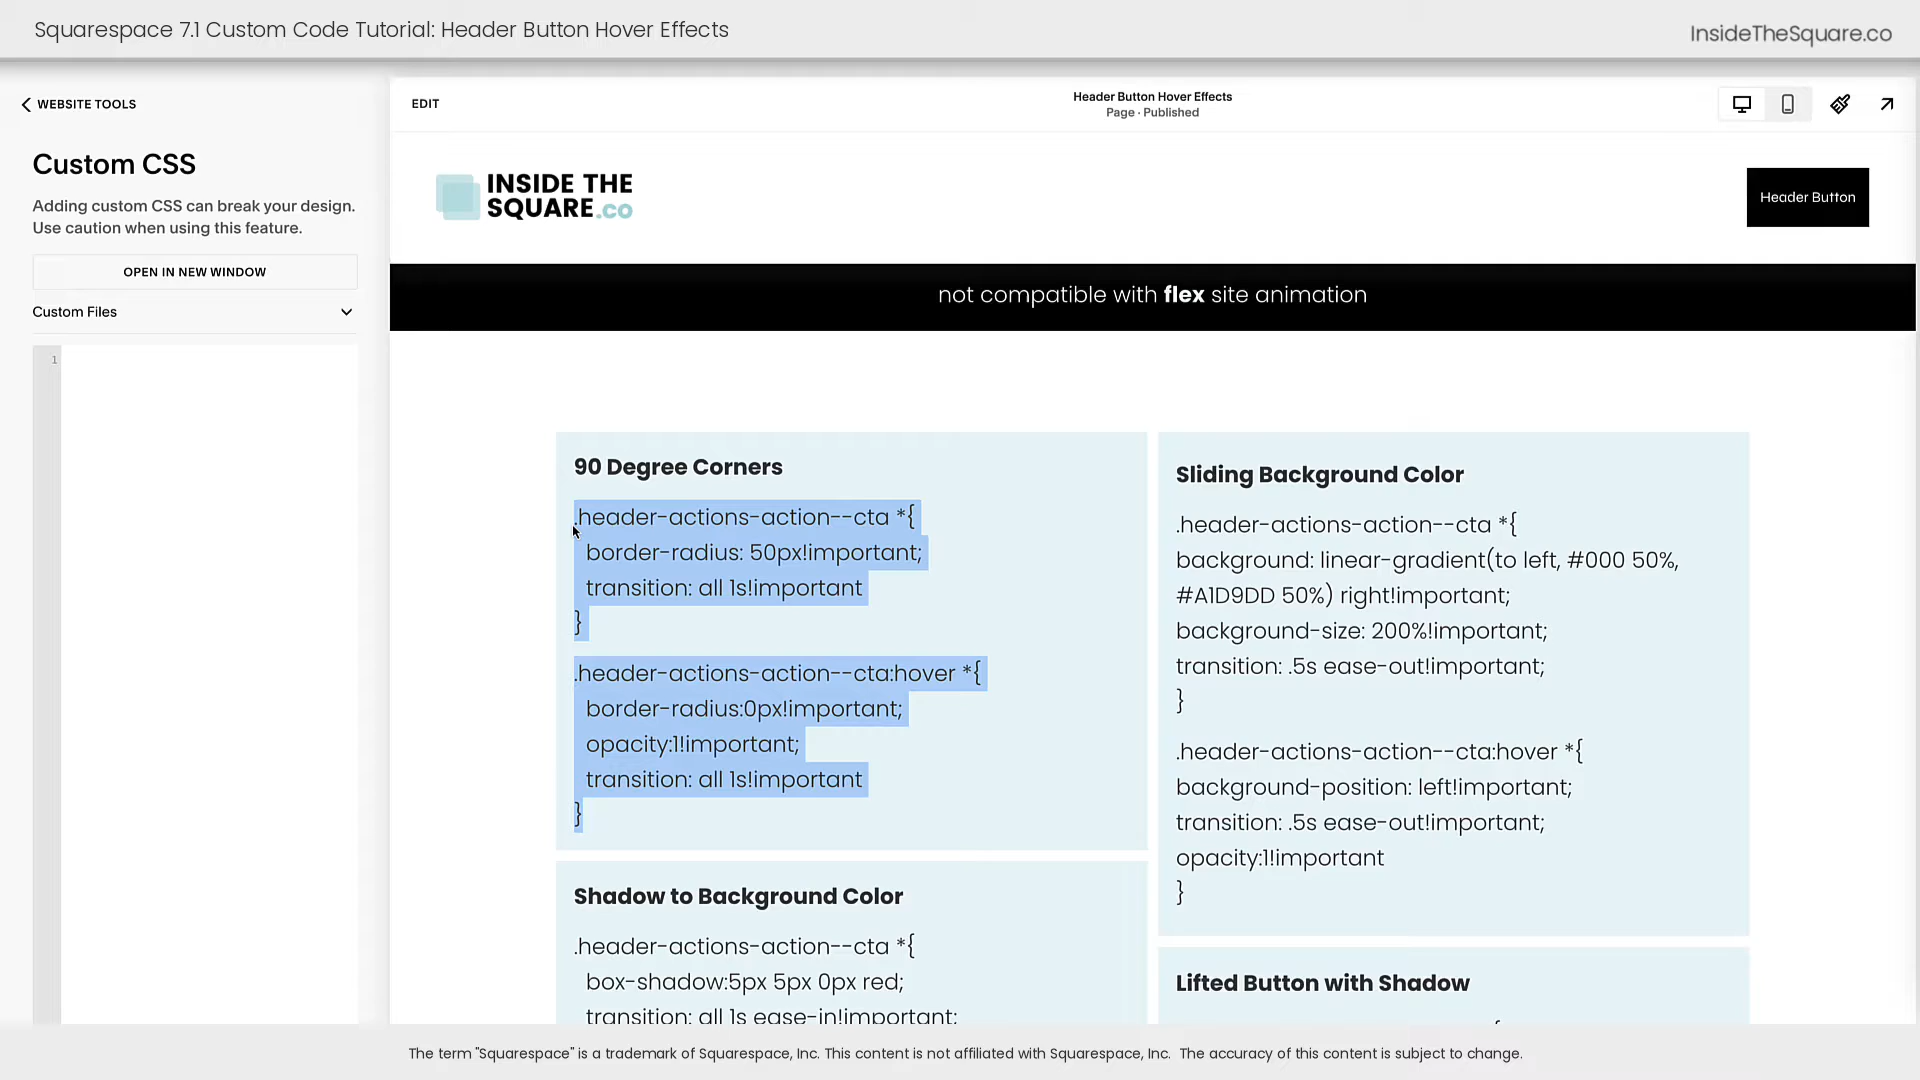 Squarespace 7.1 Custom Code Tutorial: Header Button Hover Effects
InsideTheSquare.co
WEBSITE TOOLS
Custom CSS
Adding custom CSS can break your design.
Use caution when using this feature.
OPEN IN NEW WINDOW
Custom Files
1
EDIT
Header Button Hover Effects
Page · Published
INSIDE THE
SQUARE.co
Header Button
not compatible with flex site animation
90 Degree Corners
.header-actions-action--cta *{
border-radius: 50px!important;
transition: all 1s!important
}
.header-actions-action--cta:hover *{
border-radius:0px!important;
opacity:1!important;
transition: all 1s!important
}
Shadow to Background Color
.header-actions-action--cta *{
box-shadow:5px 5px 0px red;
transition: all 1s ease-in!important;
Sliding Background Color
.header-actions-action--cta *{
background: linear-gradient(to left, #000 50%,
#A1D9DD 50%) right!important;
background-size: 200%!important;
transition: .5s ease-out!important;
}
.header-actions-action--cta:hover *{
background-position: left!important;
transition: .5s ease-out!important;
opacity:1!important
}
Lifted Button with Shadow
The term "Squarespace" is a trademark of Squarespace, Inc. This content is not affiliated with Squarespace, Inc. The accuracy of this content is subject to change.